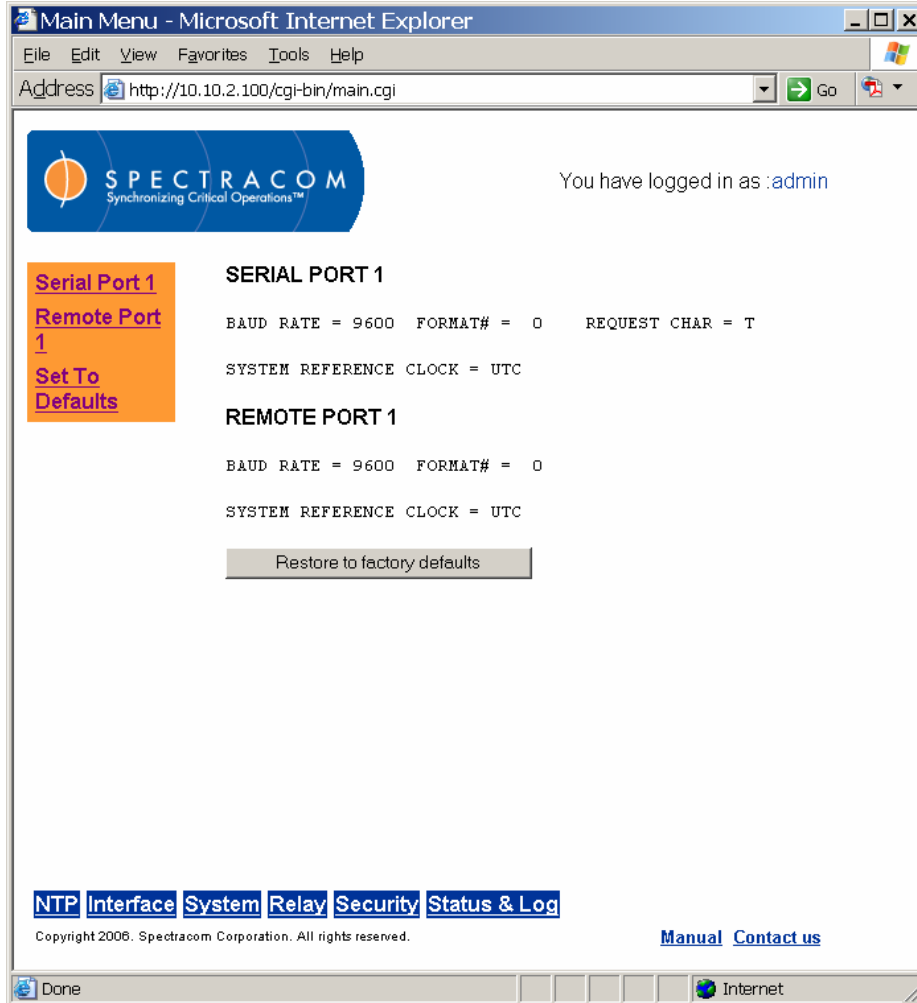 Main Menu - Microsoft Internet Explorer
File Edit View Favorites Tools Help
Address http://10.10.2.100/cgi-bin/main.cgi Go
SPECTRACOM
Synchronizing Critical Operations™
You have logged in as :admin
Serial Port 1
Remote Port
1
Set To
Defaults
SERIAL PORT 1
BAUD RATE = 9600 FORMAT# = 0 REQUEST CHAR = T
SYSTEM REFERENCE CLOCK = UTC
REMOTE PORT 1
BAUD RATE = 9600 FORMAT# = 0
SYSTEM REFERENCE CLOCK = UTC
Restore to factory defaults
NTP Interface System Relay Security Status & Log
Copyright 2006. Spectracom Corporation. All rights reserved.
Manual Contact us
Done Internet